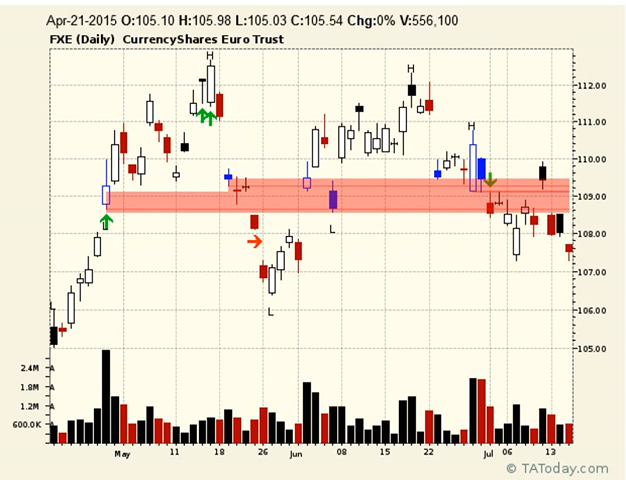 Apr-21-2015 O:105.10 H:105.98 L:105.03 C:105.54 Chg:0% V:556,100
FXE (Daily) CurrencyShares Euro Trust
H
H
H
112.00
111.00
110.00
109.00
108.00
107.00
106.00
105.00
L
L
L
2.4M
1.8M
1.2M
600.0K
A
A
A
A
May 11 18 26 Jun 08 15 22 Jul 06 13
© TAToday.com